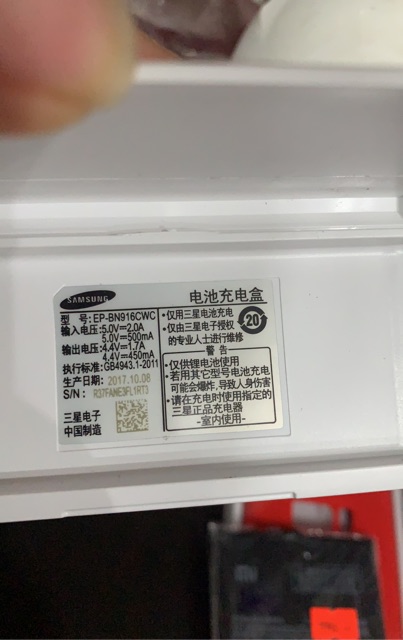 SAMSUNG
电池充电盒
型 号:EP-BN916CWC
输入电压:5.0V⎓2.0A
5.0V⎓500mA
输出电压:4.4V⎓1.7A
4.4V⎓450mA
执行标准:GB4943.1-2011
生产日期: 2017.10.08
S/N: R37FANE3FL1RT3
三星电子
中国制造
•仅用三星电池充电
•仅由三星电子授权
的专业人士进行维修
20
警 告
•仅供锂电池使用
•若用其它型号电池充电
可能会爆炸,导致人身伤害
•请在充电时使用指定的
三星正品充电器
-室内使用-